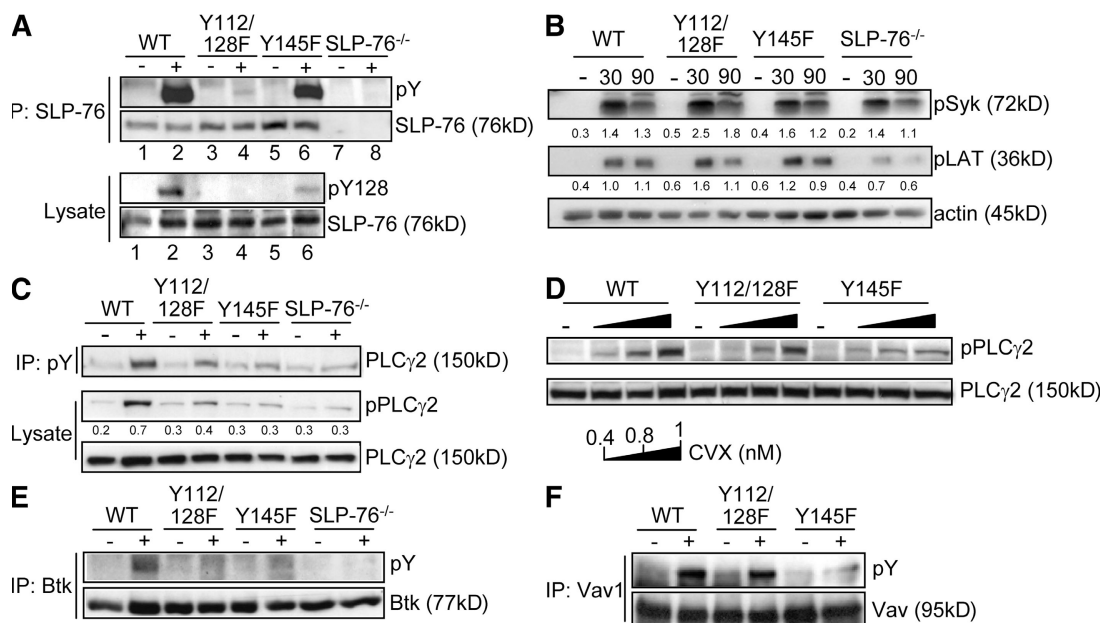 A
WT Y112/128F Y145F SLP-76-/-
- + - + - + - +
P: SLP-76
pY
SLP-76 (76kD)
1 2 3 4 5 6 7 8
Lysate
pY128
SLP-76 (76kD)
1 2 3 4 5 6
B
WT Y112/128F Y145F SLP-76-/-
- 30 90 - 30 90 - 30 90 - 30 90
pSyk (72kD)
0.3 1.4 1.3 0.5 2.5 1.8 0.4 1.6 1.2 0.2 1.4 1.1
pLAT (36kD)
0.4 1.0 1.1 0.6 1.6 1.1 0.6 1.2 0.9 0.4 0.7 0.6
actin (45kD)
C
WT Y112/128F Y145F SLP-76-/-
- + - + - + - +
IP: pY
PLCγ2 (150kD)
Lysate
pPLCγ2
0.2 0.7 0.3 0.4 0.3 0.3 0.3 0.3
PLCγ2 (150kD)
D
WT Y112/128F Y145F
- - -
pPLCγ2
PLCγ2 (150kD)
0.4 0.8 1
CVX (nM)
E
WT Y112/128F Y145F SLP-76-/-
- + - + - + - +
IP: Btk
pY
Btk (77kD)
F
WT Y112/128F Y145F
- + - + - +
IP: Vav1
pY
Vav (95kD)